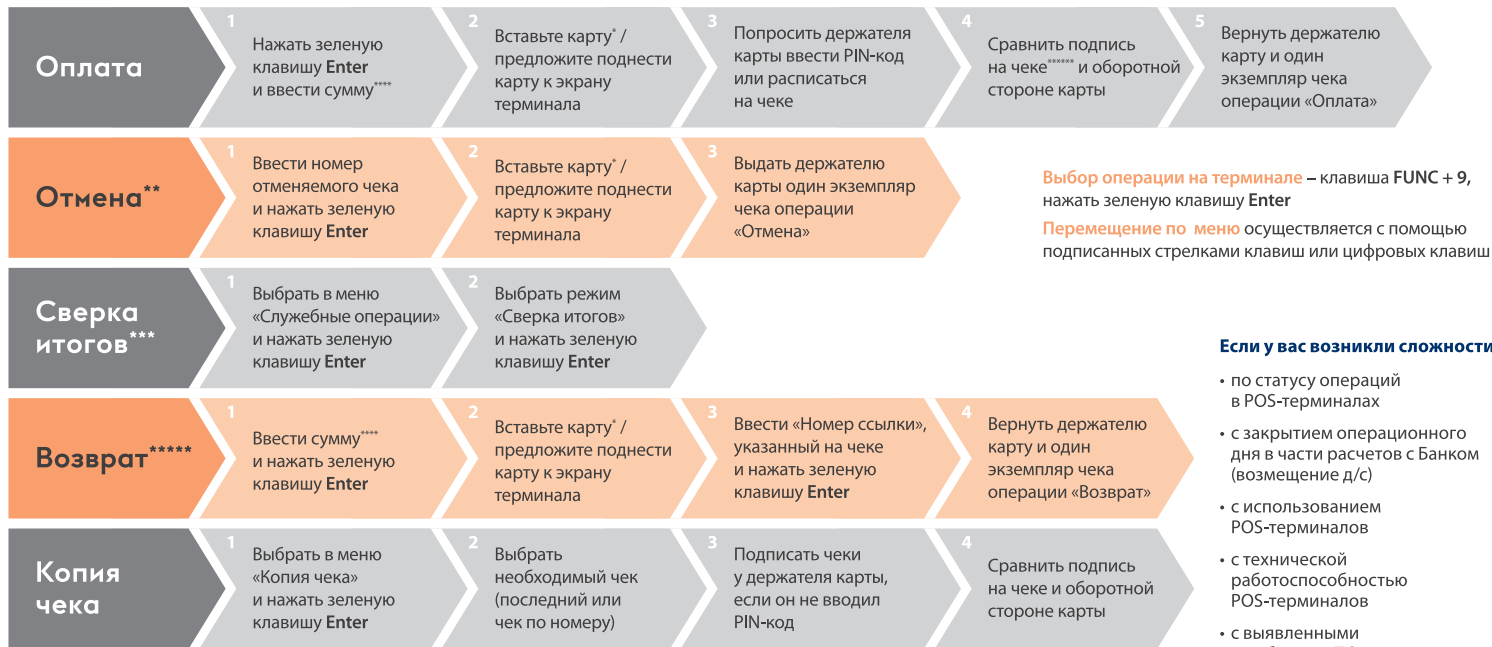 Оплата
1
Нажать зеленую
клавишу Enter
и ввести сумму****
2
Вставьте карту* /
предложите поднести
карту к экрану
терминала
3
Попросить держателя
карты ввести PIN-код
или расписаться
на чеке
4
Сравнить подпись
на чеке****** и оборотной
стороне карты
5
Вернуть держателю
карту и один
экземпляр чека
операции «Оплата»
Отмена**
1
Ввести номер
отменяемого чека
и нажать зеленую
клавишу Enter
2
Вставьте карту* /
предложите поднести
карту к экрану
терминала
3
Выдать держателю
карты один экземпляр
чека операции
«Отмена»
Выбор операции на терминале – клавиша FUNC + 9,
нажать зеленую клавишу Enter
Перемещение по меню осуществляется с помощью
подписанных стрелками клавиш или цифровых клавиш
Сверка
итогов***
1
Выбрать в меню
«Служебные операции»
и нажать зеленую
клавишу Enter
2
Выбрать режим
«Сверка итогов»
и нажать зеленую
клавишу Enter
Возврат*****
1
Ввести сумму****
и нажать зеленую
клавишу Enter
2
Вставьте карту* /
предложите поднести
карту к экрану
терминала
3
Ввести «Номер ссылки»,
указанный на чеке
и нажать зеленую
клавишу Enter
4
Вернуть держателю
карту и один
экземпляр чека
операции «Возврат»
Копия
чека
1
Выбрать в меню
«Копия чека»
и нажать зеленую
клавишу Enter
2
Выбрать
необходимый чек
(последний или
чек по номеру)
3
Подписать чеки
у держателя карты,
если он не вводил
PIN-код
4
Сравнить подпись
на чеке и оборотной
стороне карты
Если у вас возникли сложности
• по статусу операций
в POS-терминалах
• с закрытием операционного
дня в части расчетов с Банком
(возмещение д/с)
• с использованием
POS-терминалов
• с технической
работоспособностью
POS-терминалов
• с выявленными